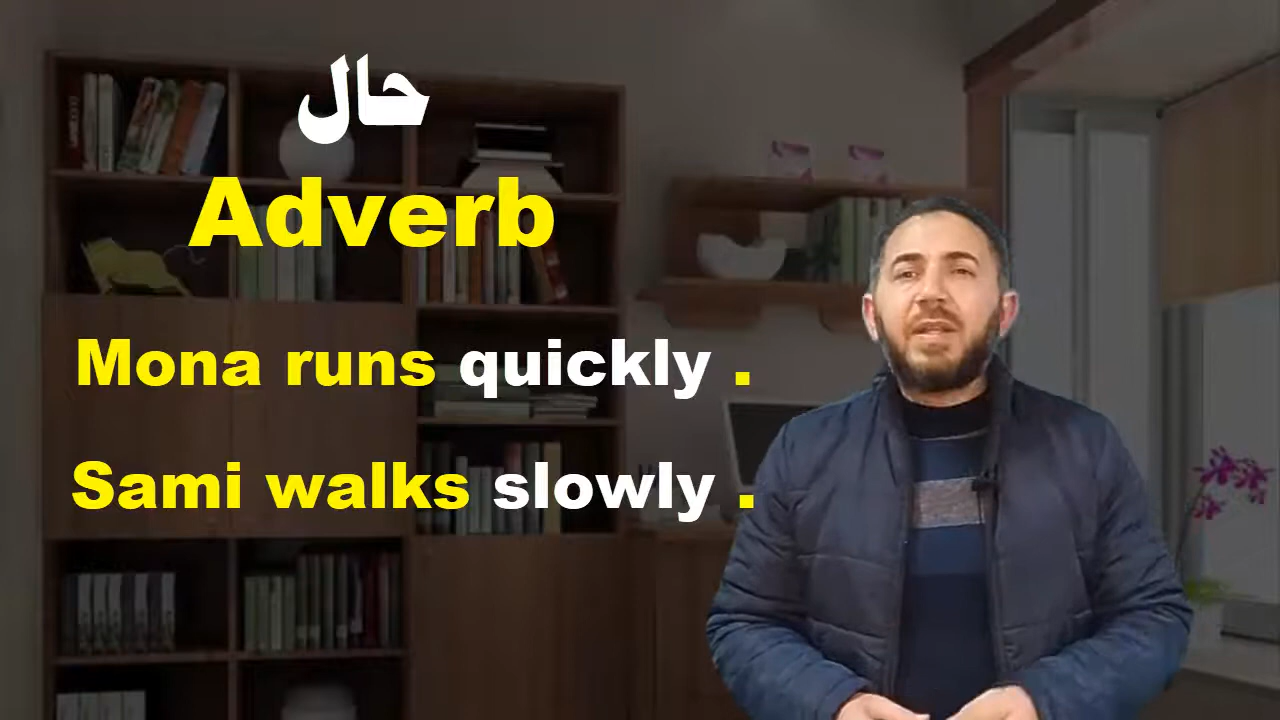 حال
Adverb
Mona runs quickly .
Sami walks slowly .